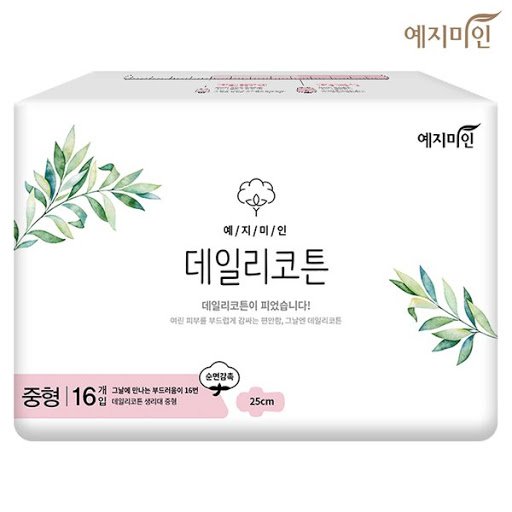 예지미인
예지미인
예/지/미/인
데일리코튼
데일리코튼이 피었습니다!
여린 피부를 부드럽게 감싸는 편안함, 그날엔 데일리코튼
순면감촉
중형 16개입
그날에 만나는 부드러움이 16번
데일리코튼 생리대 중형
25cm